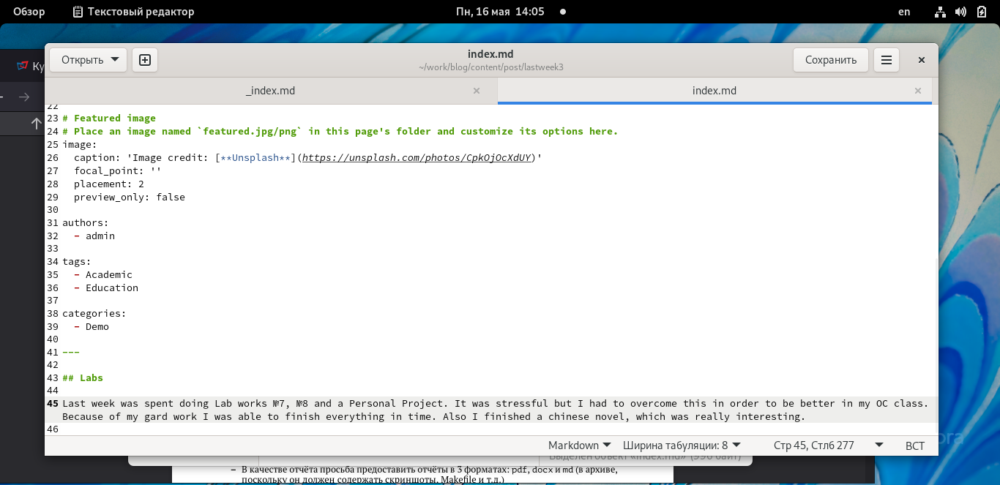 Обзор Текстовый редактор Пн, 16 мая 14:05 en
Открыть index.md Сохранить
~/work/blog/content/post/lastweek3
_index.md index.md
22
23 # Featured image
24 # Place an image named `featured.jpg/png` in this page's folder and customize its options here.
25 image:
26 caption: 'Image credit: [**Unsplash**](https://unsplash.com/photos/CpkOjOcXdUY)'
27 focal_point: ''
28 placement: 2
29 preview_only: false
30
31 authors:
32 - admin
33
34 tags:
35 - Academic
36 - Education
37
38 categories:
39 - Demo
40
41 ---
42
43 ## Labs
44
45 Last week was spent doing Lab works №7, №8 and a Personal Project. It was stressful but I had to overcome this in order to be better in my OC class.
Because of my gard work I was able to finish everything in time. Also I finished a chinese novel, which was really interesting.
46
Markdown Ширина табуляции: 8 Стр 45, Стлб 277 ВСТ
Выделен объект «index.md» (996 байт)
– В качестве отчёта просьба предоставить отчёты в 3 форматах: pdf, docx и md (в архиве,
поскольку он должен содержать скриншоты, Makefile и т.д.)